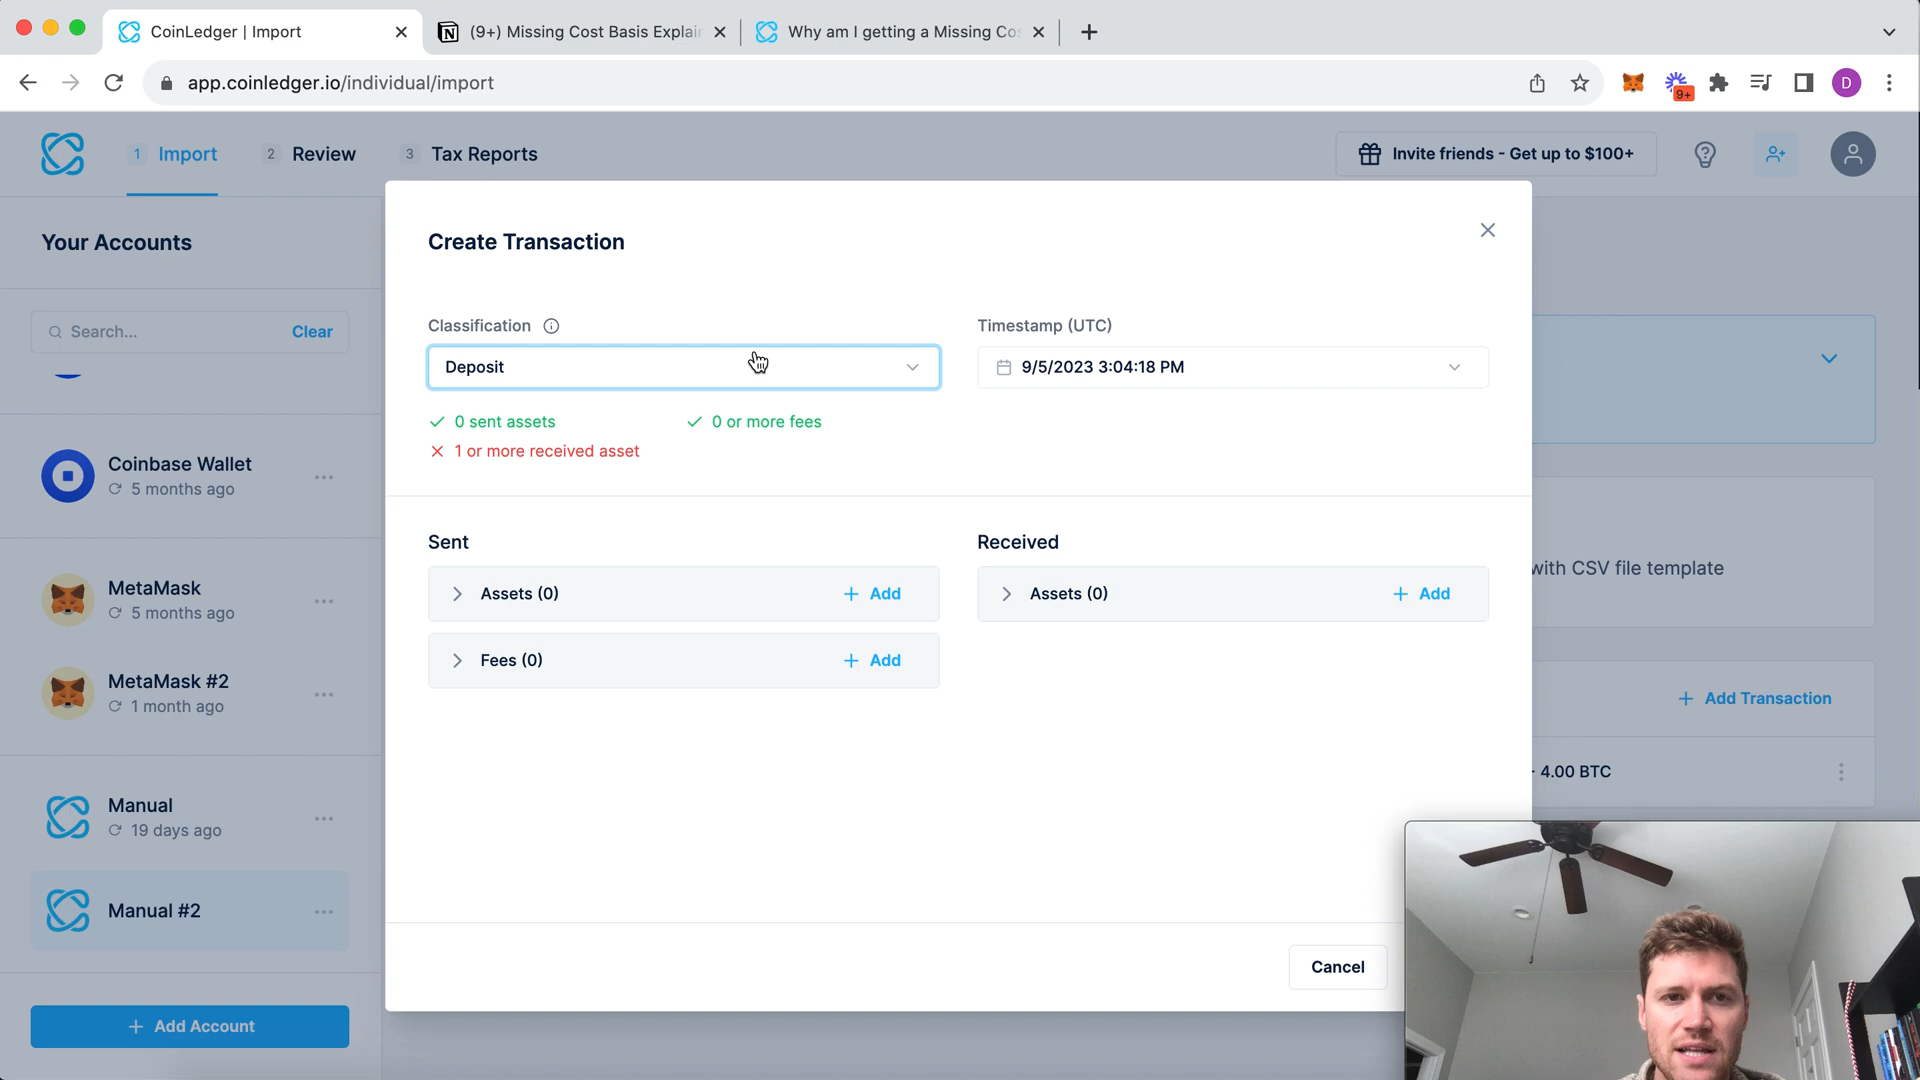 CoinLedger | Import
(9+) Missing Cost Basis Explai
Why am I getting a Missing Co
app.coinledger.io/individual/import
9+
D
1 Import
2 Review
3 Tax Reports
Invite friends - Get up to $100+
Your Accounts
Search...
Clear
Coinbase Wallet
5 months ago
MetaMask
5 months ago
MetaMask #2
1 month ago
Manual
19 days ago
Manual #2
+ Add Account
Create Transaction
Classification
Deposit
Timestamp (UTC)
9/5/2023 3:04:18 PM
0 sent assets
0 or more fees
1 or more received asset
Sent
Assets (0)
+ Add
Fees (0)
+ Add
Received
Assets (0)
+ Add
Cancel
with CSV file template
+ Add Transaction
4.00 BTC